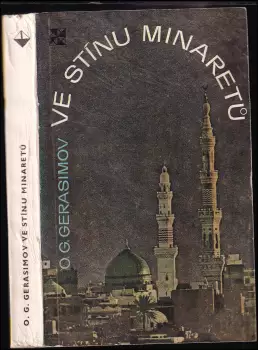 O. G. GERASIMOV VE STÍNU MINARETŮ
VE STÍNU MINARETŮ
O.G.GERASIMOV